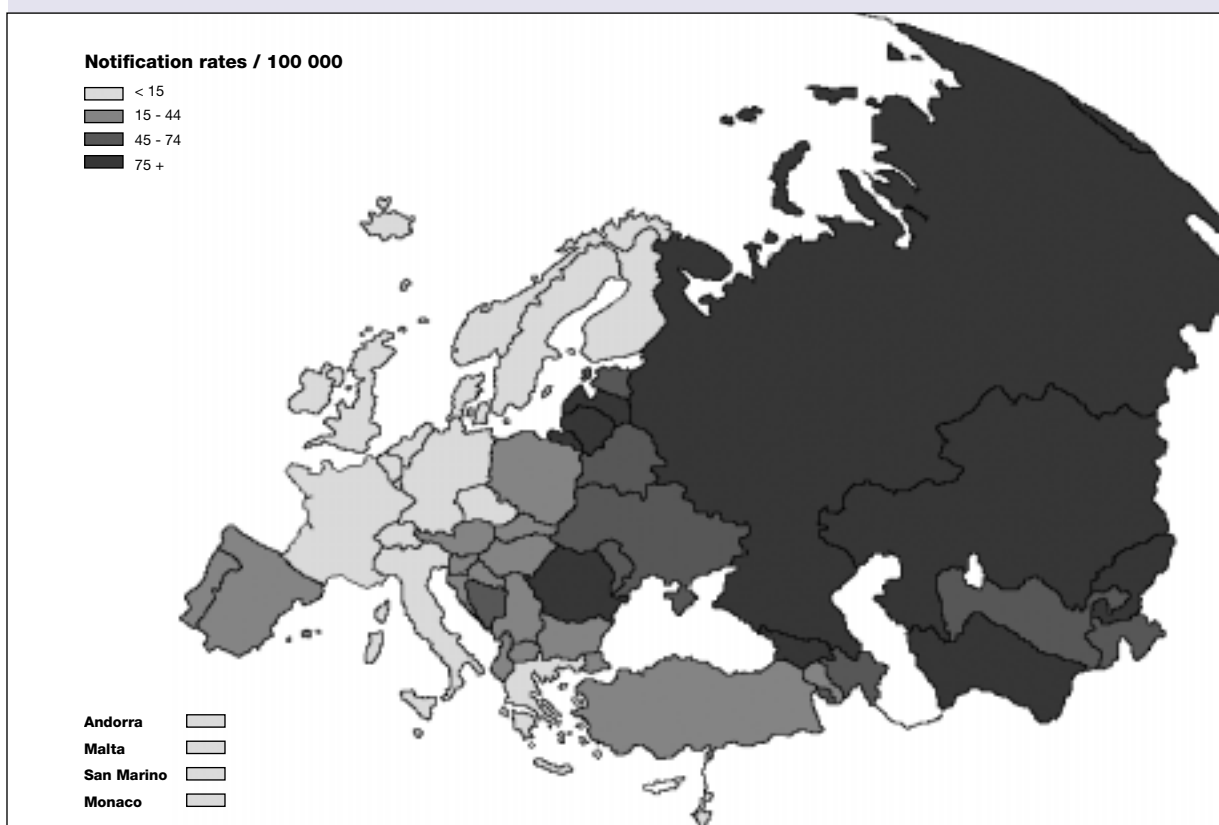 Notification rates / 100 000
< 15
15 - 44
45 - 74
75 +
Andorra
Malta
San Marino
Monaco